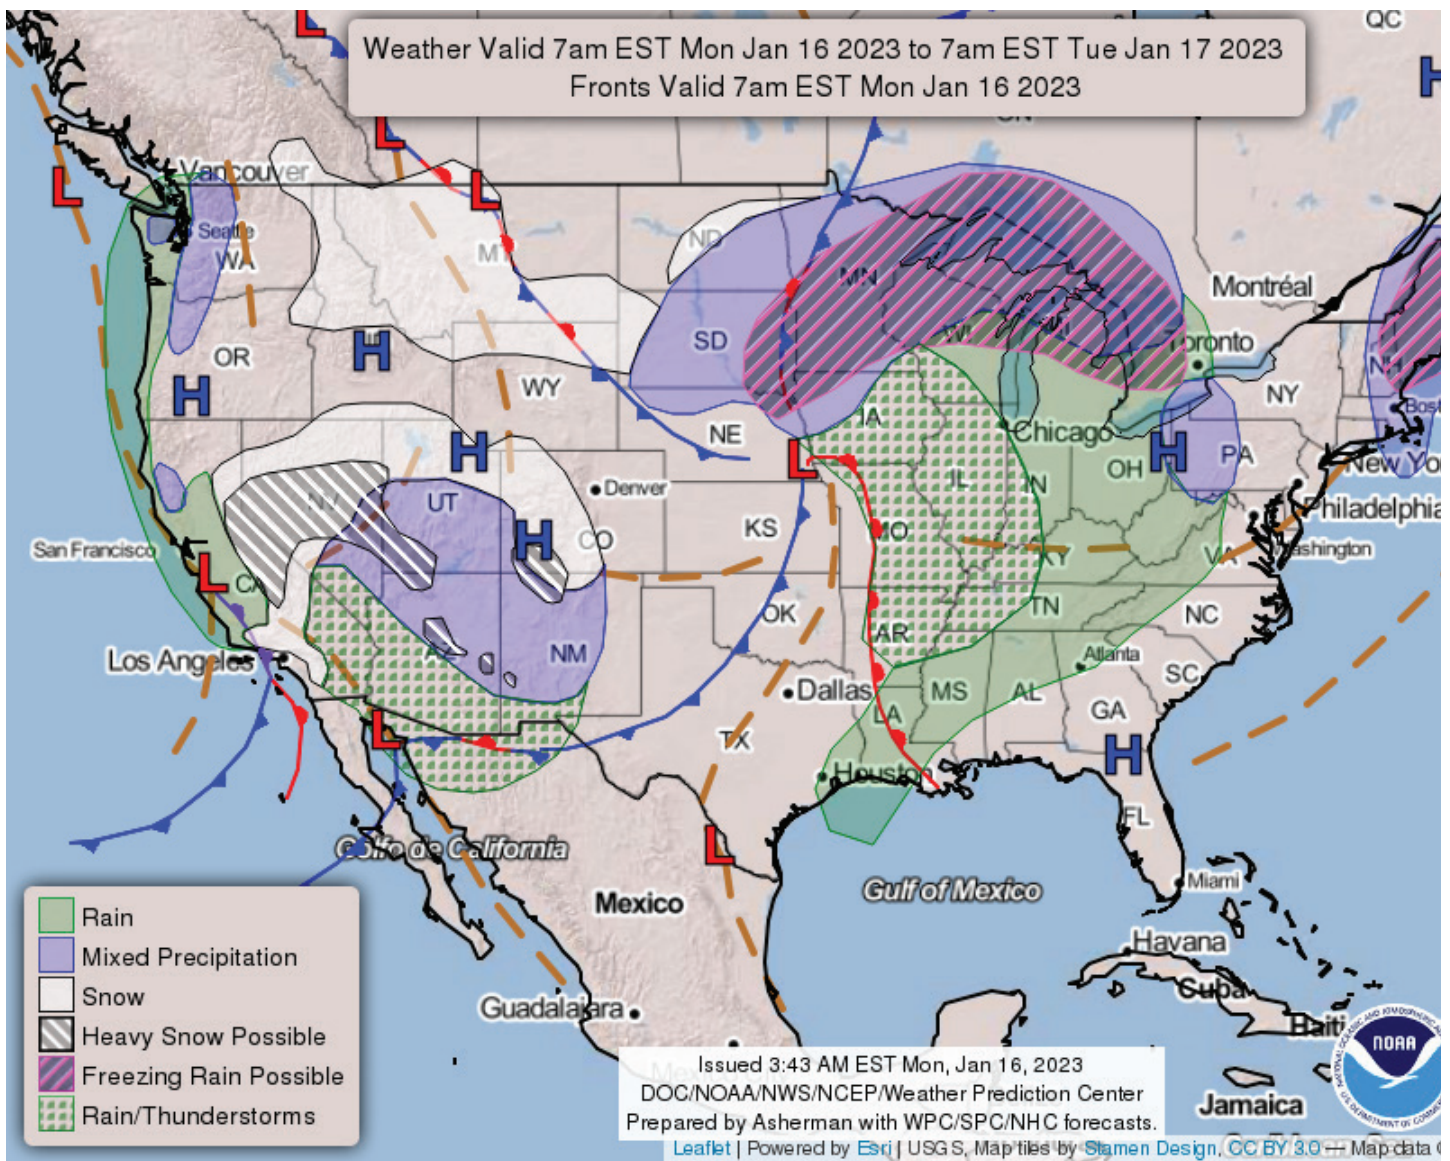 QC
Weather Valid 7am EST Mon Jan 16 2023 to 7am EST Tue Jan 17 2023
Fronts Valid 7am EST Mon Jan 16 2023
H
L
L
Vancouver
L
L
Seattle
WA
MT
ND
MN
Montréal
OR
H
H
WY
SD
WI
MI
Toronto
NY
NH
IA
NE
Chicago
OH
H
PA
New Yor
H
L
Denver
NV
UT
CO
H
KS
MO
IL
IN
Philadelphia
San Francisco
Washington
L
CA
KY
VA
OK
TN
NC
AR
Los Angeles
NM
Dallas
MS
AL
Atlanta
SC
GA
LA
L
TX
H
Houston
FL
Golfo de California
L
Miami
Gulf of Mexico
Mexico
Havana
Cuba
Guadalajara
Haiti
Jamaica
Rain
Mixed Precipitation
Snow
Heavy Snow Possible
Freezing Rain Possible
Rain/Thunderstorms
Issued 3:43 AM EST Mon, Jan 16, 2023
DOC/NOAA/NWS/NCEP/Weather Prediction Center
Prepared by Asherman with WPC/SPC/NHC forecasts.
NOAA
Leaflet | Powered by Esri | USGS, Map tiles by Stamen Design, CC BY 3.0 — Map data